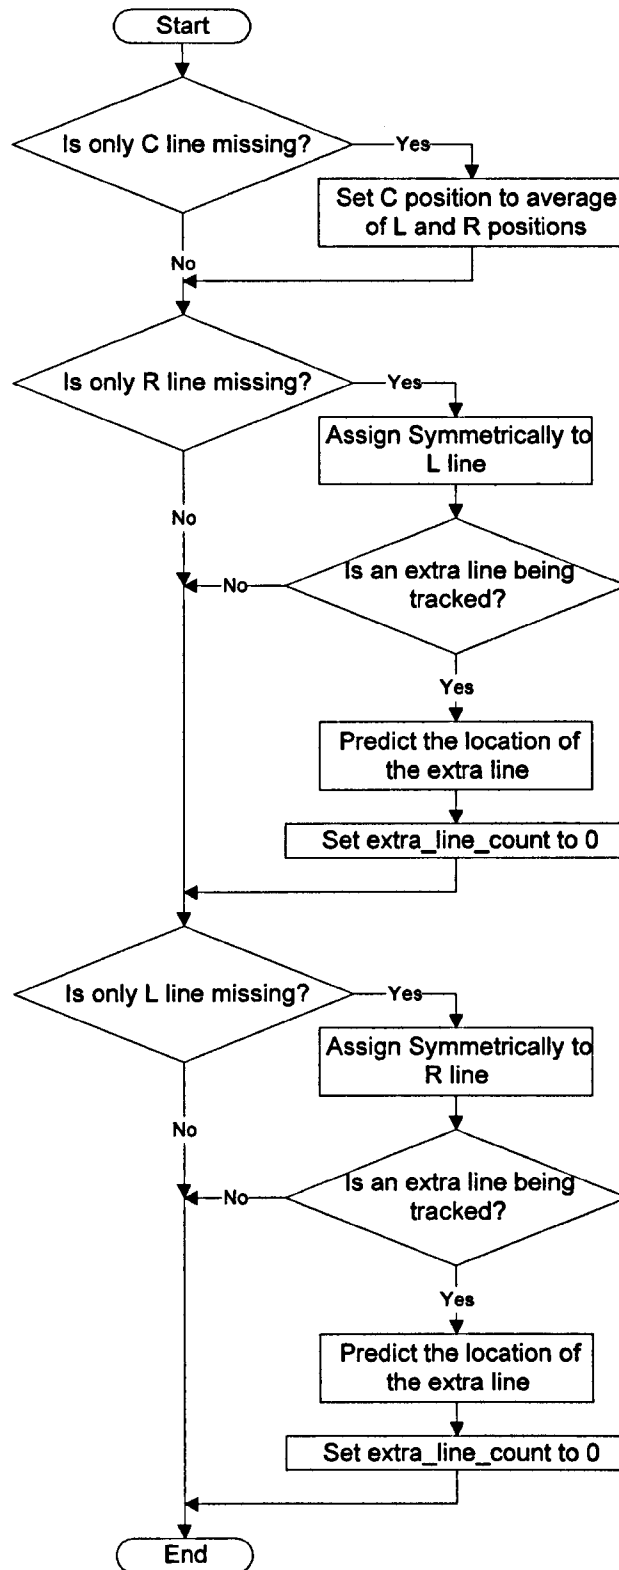 Start
Is only C line missing?
Yes
Set C position to average
of L and R positions
No
Is only R line missing?
Yes
Assign Symmetrically to
L line
No
Is an extra line being
tracked?
No
Yes
Predict the location of
the extra line
Set extra_line_count to 0
Is only L line missing?
Yes
Assign Symmetrically to
R line
No
Is an extra line being
tracked?
No
Yes
Predict the location of
the extra line
Set extra_line_count to 0
End